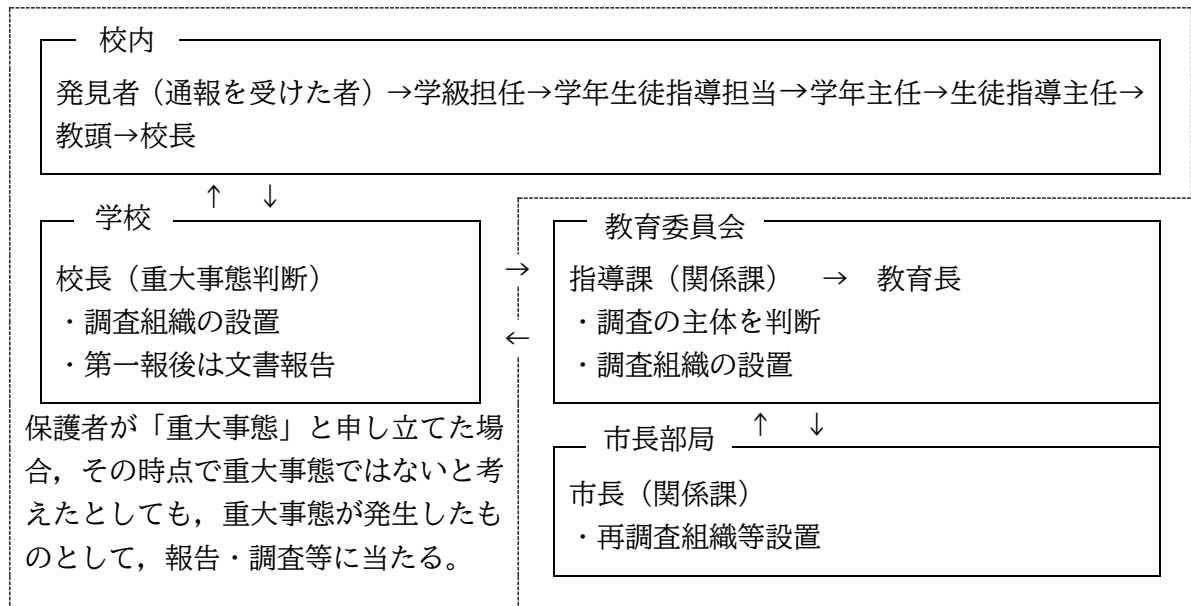 校内
発見者（通報を受けた者）→学級担任→学年生徒指導担当→学年主任→生徒指導主任→
教頭→校長
↑ ↓
学校
校長（重大事態判断）
・調査組織の設置
・第一報後は文書報告
→
←
教育委員会
指導課（関係課） → 教育長
・調査の主体を判断
・調査組織の設置
保護者が「重大事態」と申し立てた場
合，その時点で重大事態ではないと考
えたとしても，重大事態が発生したも
のとして，報告・調査等に当たる。
↑ ↓
市長部局
市長（関係課）
・再調査組織等設置